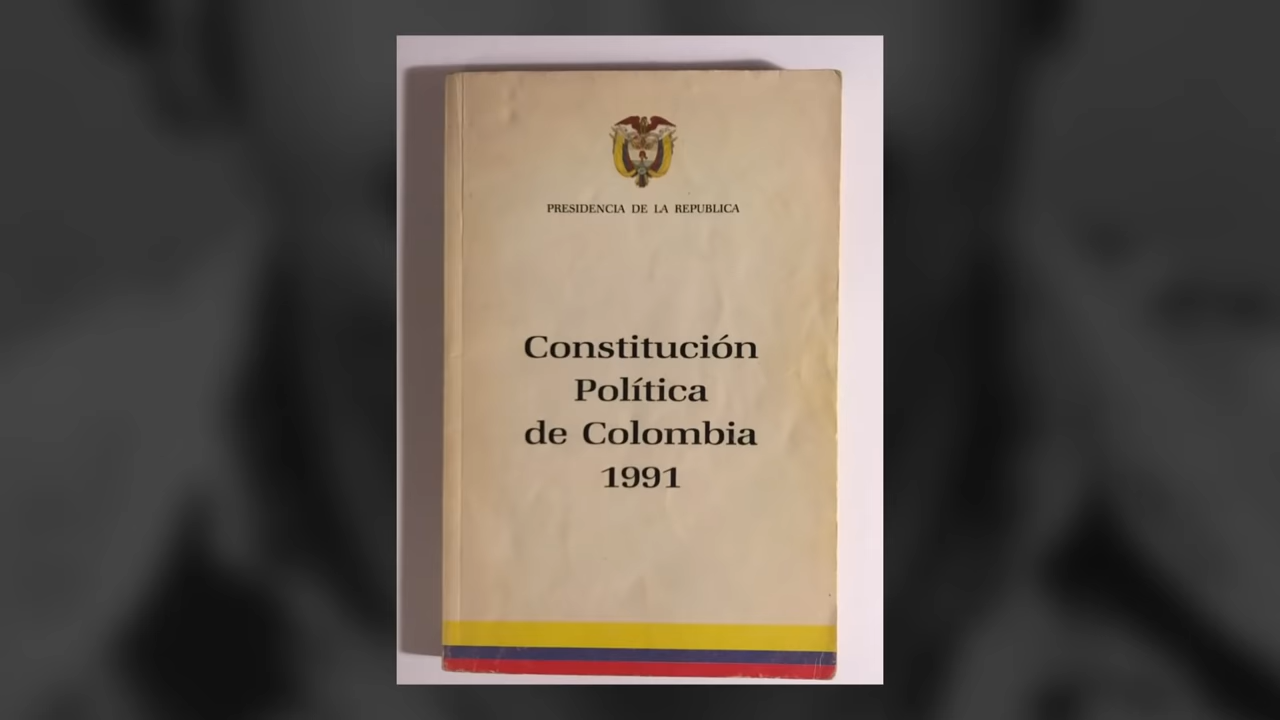 PRESIDENCIA DE LA REPUBLICA
Constitución
Política
de Colombia
1991